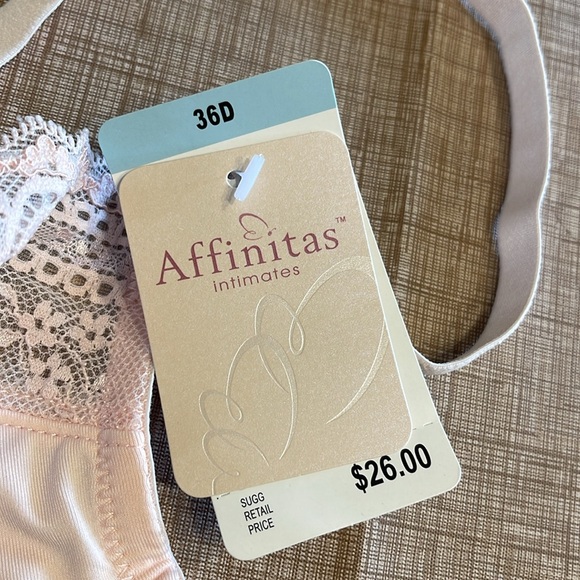 36D
Affinitas™
intimates
SUGG
RETAIL
PRICE
$26.00